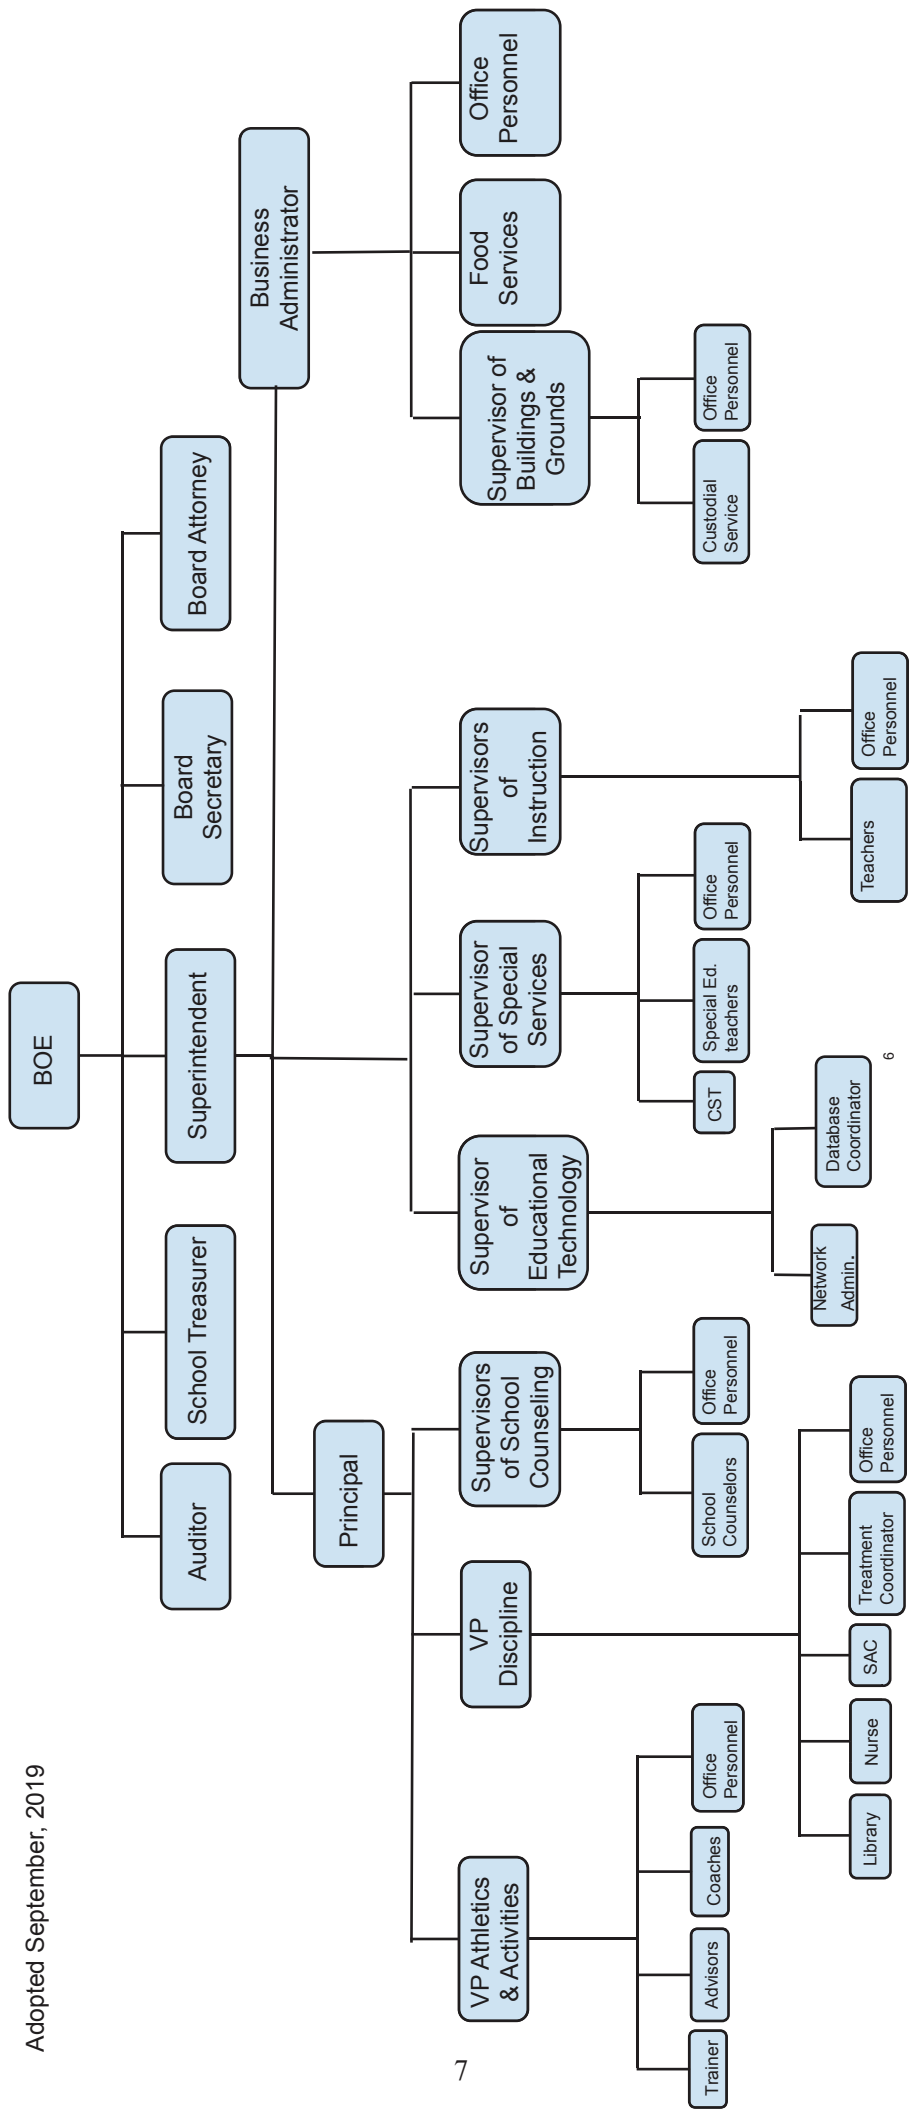 Adopted September, 2019
BOE
Auditor
School Treasurer
Superintendent
Board
Secretary
Board Attorney
Principal
Business
Administrator
VP Athletics
& Activities
VP
Discipline
Supervisors
of School
Counseling
Supervisor
of
Educational
Technology
Supervisor
of Special
Services
Supervisors
of
Instruction
Supervisor of
Buildings &
Grounds
Food
Services
Office
Personnel
Trainer
Advisors
Coaches
Office
Personnel
School
Counselors
Office
Personnel
CST
Special Ed.
teachers
Office
Personnel
Custodial
Service
Office
Personnel
Library
Nurse
SAC
Treatment
Coordinator
Office
Personnel
Network
Admin.
Database
Coordinator
Teachers
Office
Personnel
6
7